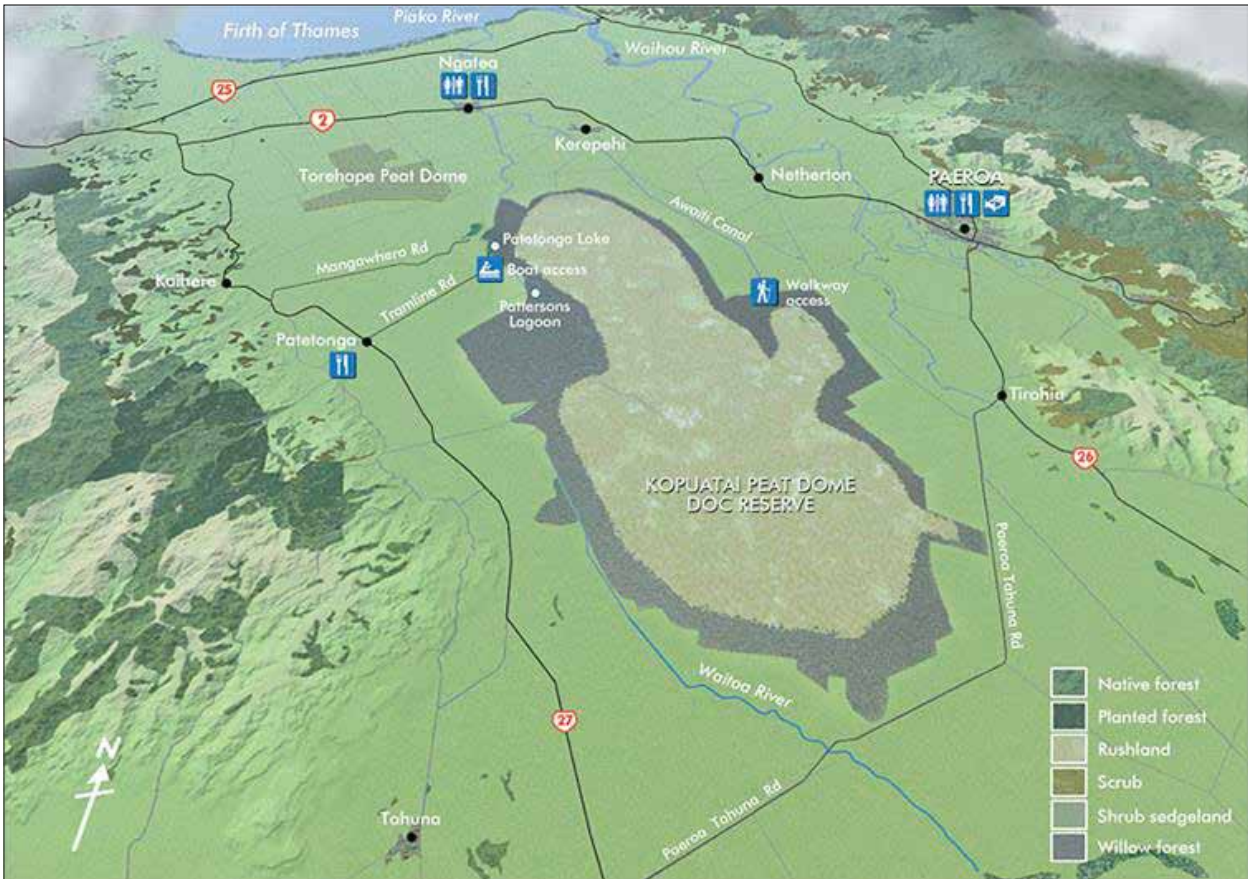 Firth of Thames
Piako River
Waihou River
Ngatea
25
2
Kerepehi
Torehape Peat Dome
Netherton
PAEROA
Awaiti Canal
Patetonga Lake
Mangawhero Rd
Boat access
Kaihere
Tramline Rd
Pattersons
Lagoon
Walkway
access
Patetonga
Tirohia
26
KOPUATAI PEAT DOME
DOC RESERVE
Paeroa Tahuna Rd
Waitoa River
27
N
Tahuna
Paeroa Tahuna Rd
Native forest
Planted forest
Rushland
Scrub
Shrub sedgeland
Willow forest